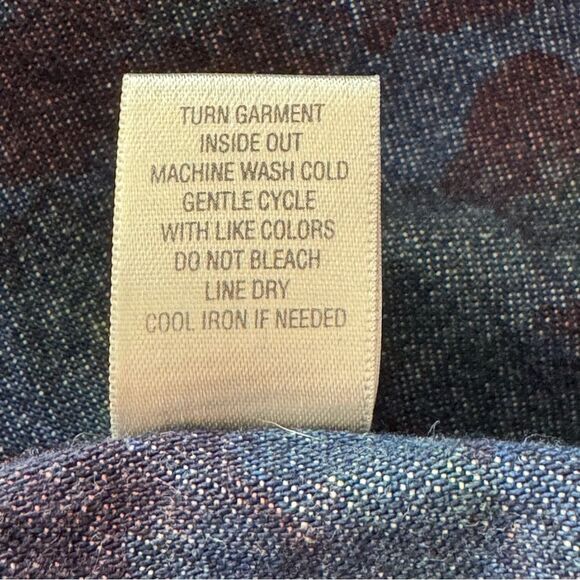 TURN GARMENT
INSIDE OUT
MACHINE WASH COLD
GENTLE CYCLE
WITH LIKE COLORS
DO NOT BLEACH
LINE DRY
COOL IRON IF NEEDED